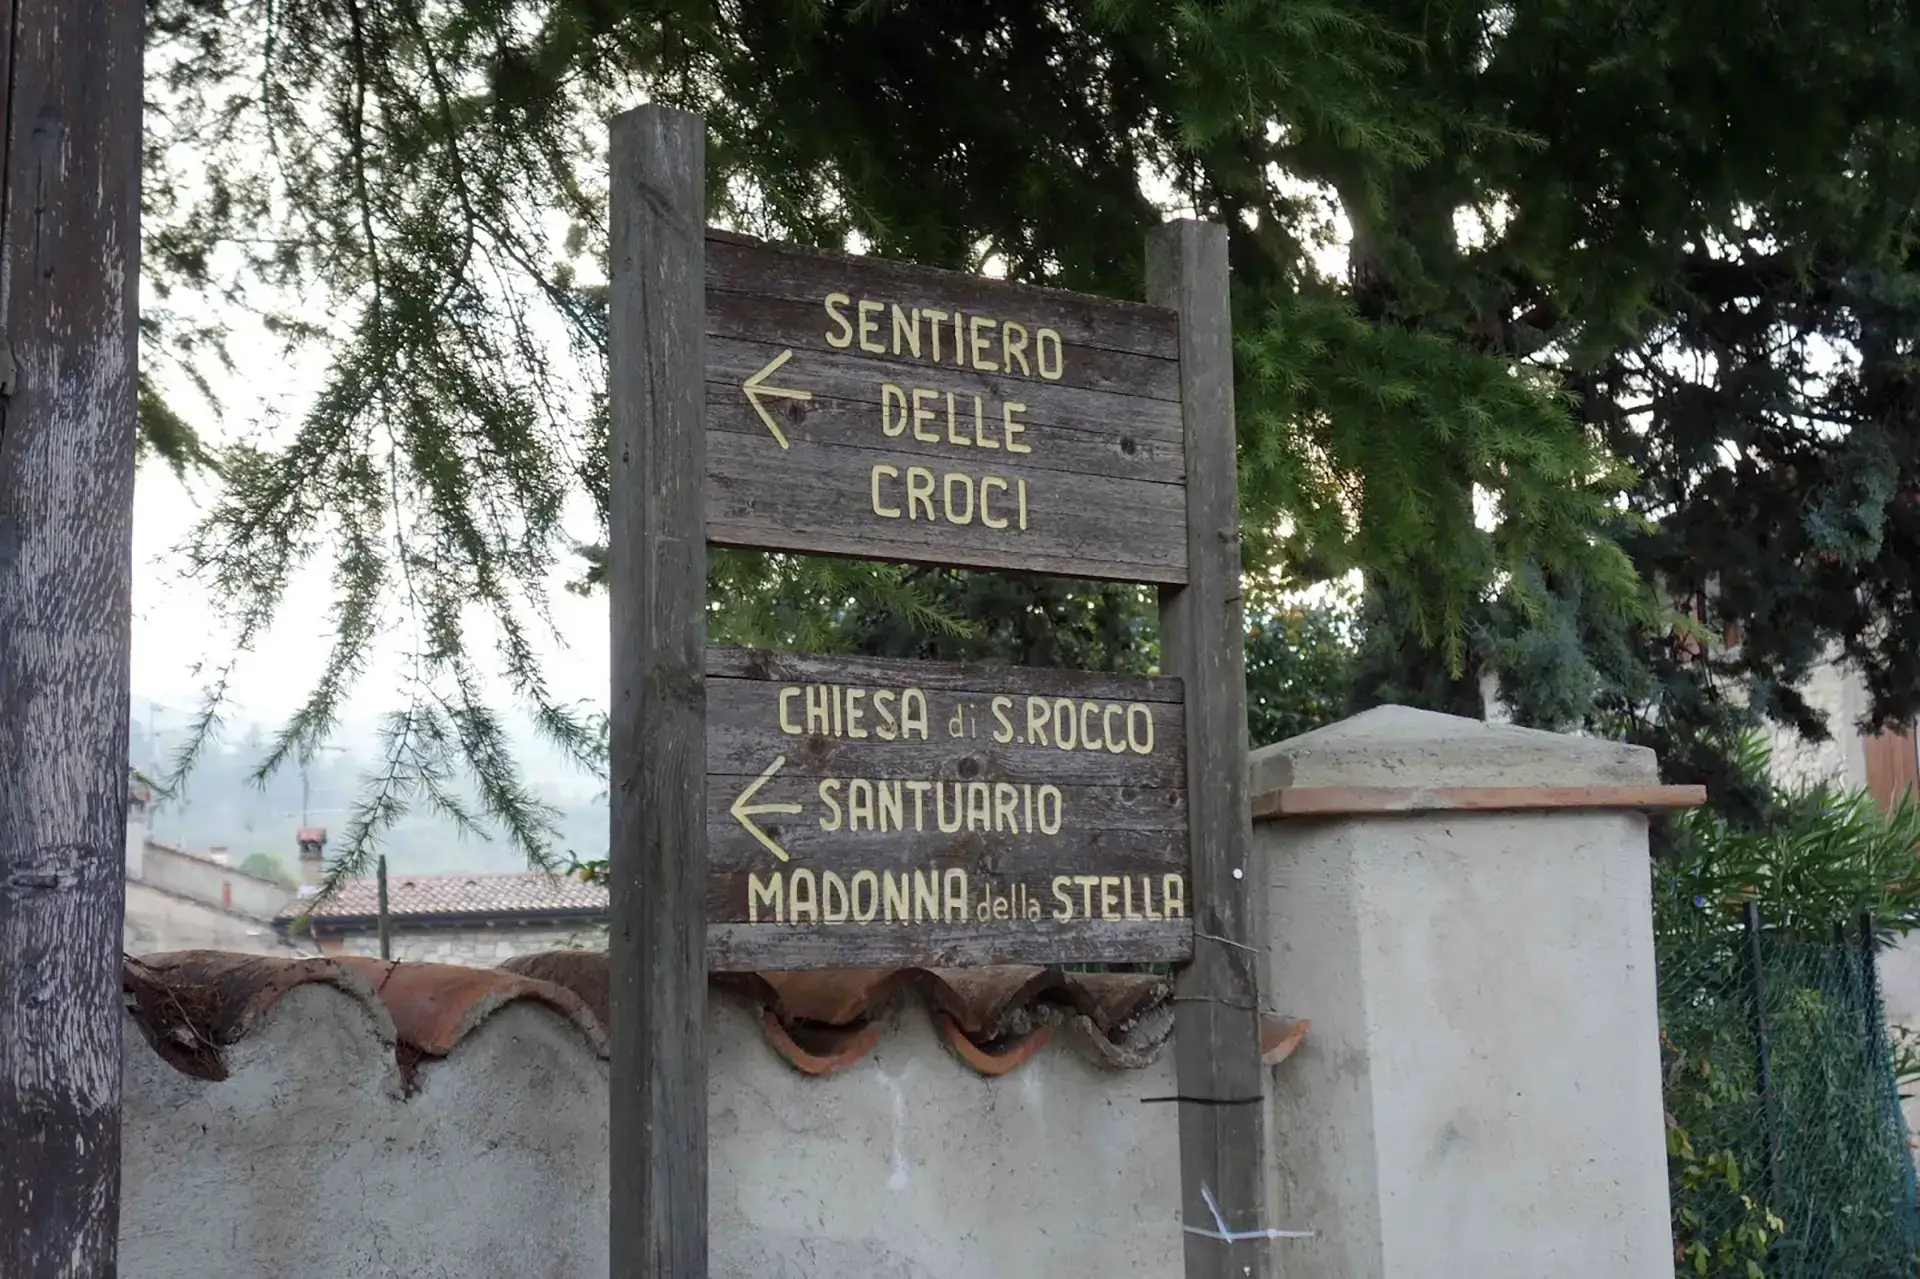 SENTIERO
DELLE
CROCI
CHIESA di S.ROCCO
SANTUARIO
MADONNA della STELLA